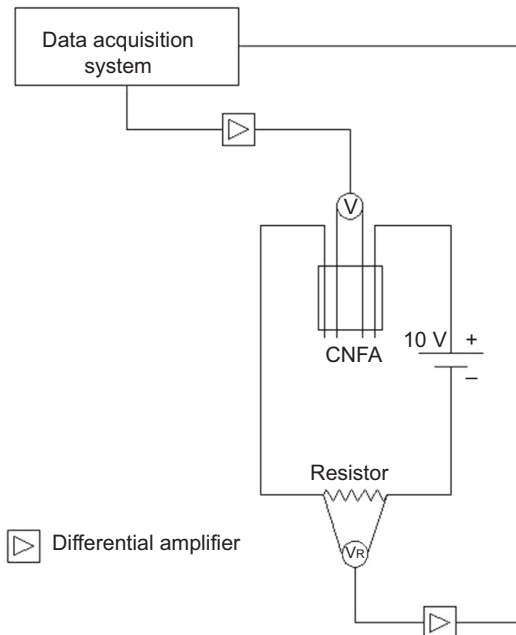 Data acquisition
system
V
CNFA
10 V
+
–
Resistor
VR
Differential amplifier